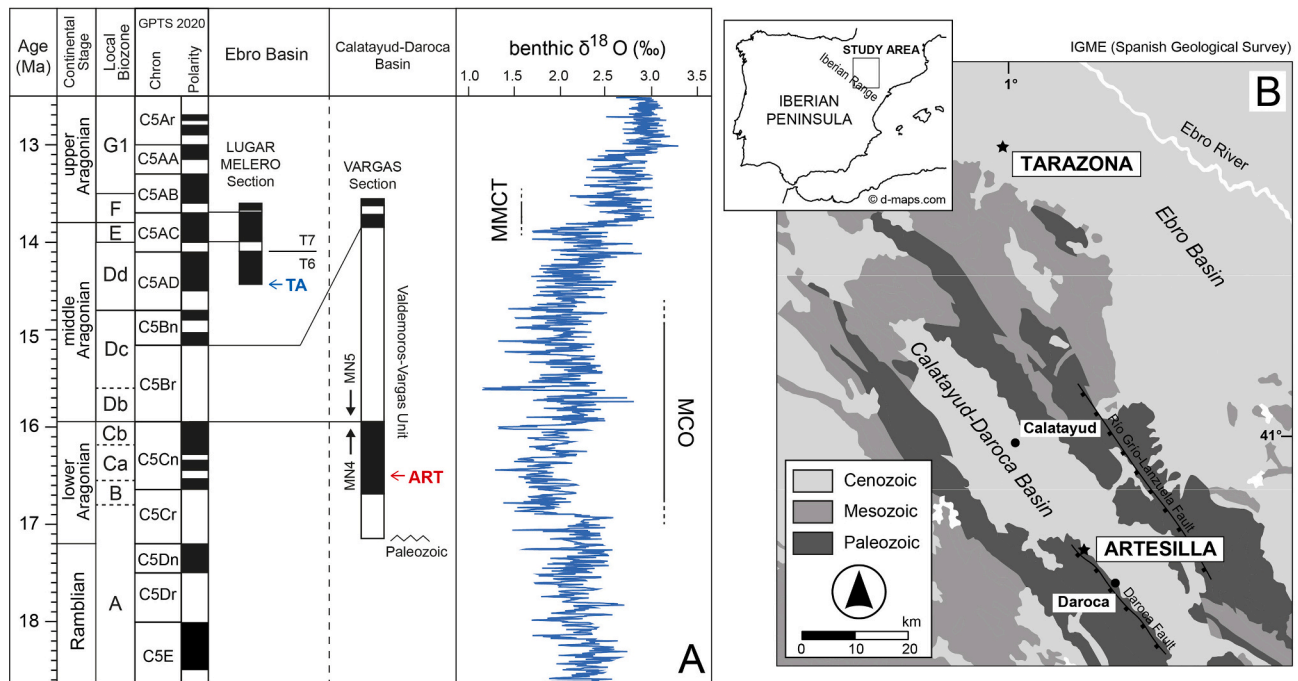 Age
(Ma)
Continental
Stage
Local
Biozone
GPTS 2020
Chron
Polarity
Ebro Basin
Calatayud-Daroca
Basin
benthic δ18 O (‰)
1.0 1.5 2.0 2.5 3.0 3.5
13
14
15
16
17
18
upper
Aragonian
middle
Aragonian
lower
Aragonian
Ramblian
G1
F
E
Dd
Dc
Db
Cb
Ca
B
A
C5Ar
C5AA
C5AB
C5AC
C5AD
C5Bn
C5Br
C5Cn
C5Cr
C5Dn
C5Dr
C5E
LUGAR
MELERO
Section
T7
T6
←TA
VARGAS
Section
MN5
MN4
Valdemoros-Vargas Unit
←ART
Paleozoic
MMCT
MCO
A
STUDY AREA
Iberian Range
IBERIAN
PENINSULA
© d-maps.com
IGME (Spanish Geological Survey)
1°
B
Ebro River
TARAZONA
Ebro Basin
Calatayud-Daroca Basin
Calatayud
41°
Río Grío-Lanzuela Fault
ARTESILLA
Daroca
Daroca Fault
Cenozoic
Mesozoic
Paleozoic
km
0 10 20